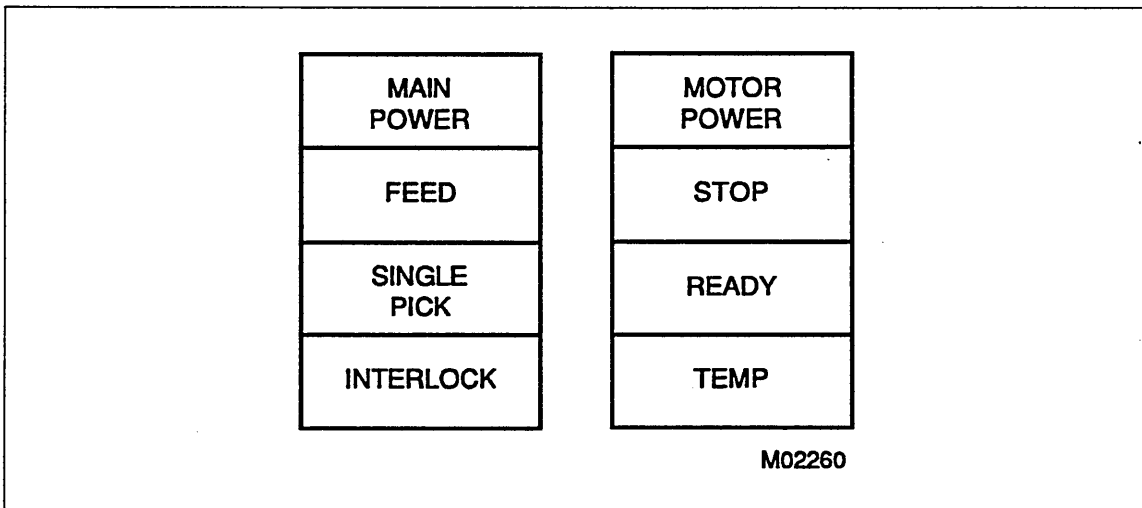 MAIN
POWER
FEED
SINGLE
PICK
INTERLOCK
MOTOR
POWER
STOP
READY
TEMP
M02260